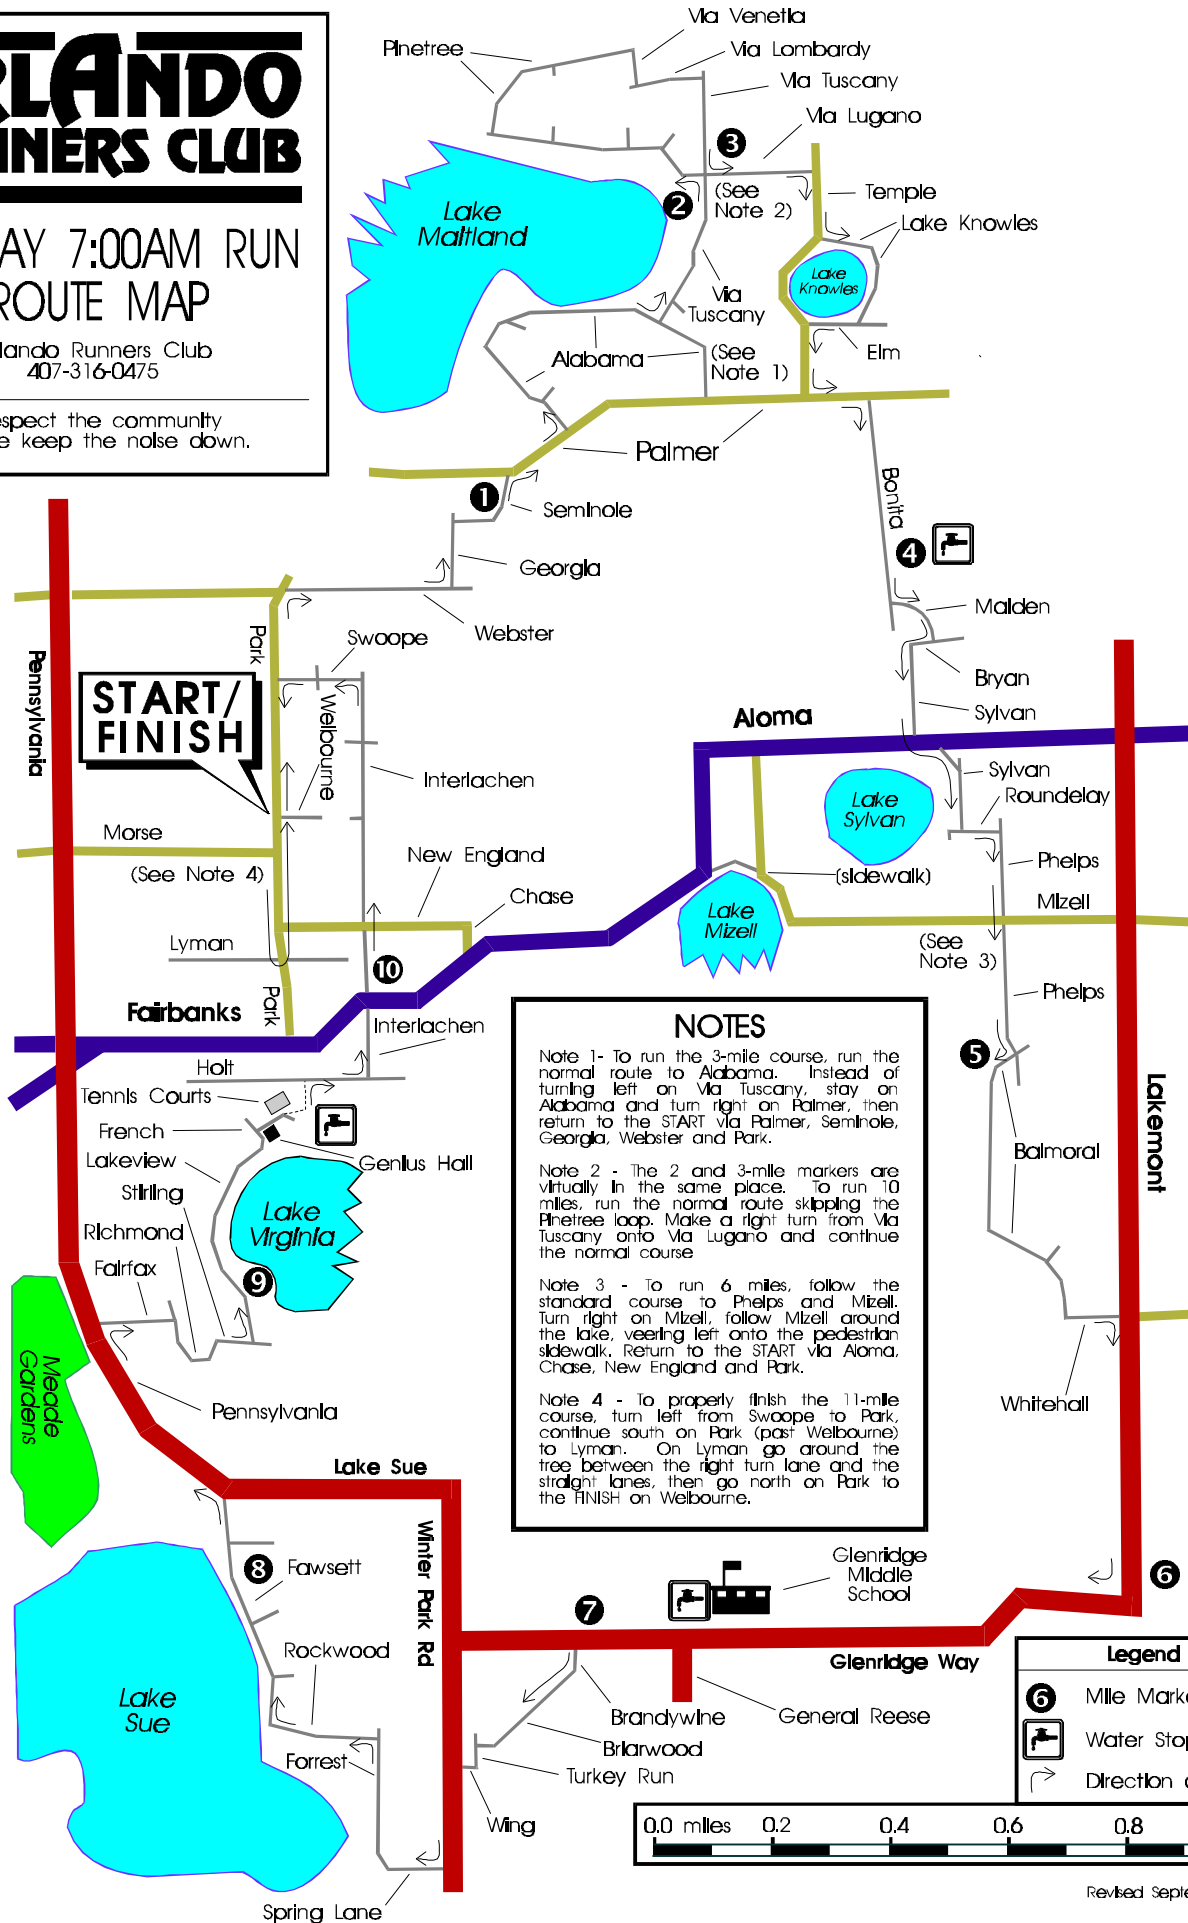 RLANDO
NNERS CLUB
AY 7:00AM RUN
ROUTE MAP
lando Runners Club
407-316-0475
espect the community
e keep the noise down.
Via Venetia
Pinetree
Via Lombardy
Via Tuscany
Via Lugano
3
Temple
2
(See
Note 2)
Lake Knowles
Lake
Maitland
Lake
Knowles
Via
Tuscany
Alabama
(See
Note 1)
Elm
Palmer
1
Seminole
Bonita
4
Georgia
Malden
Webster
Park
Swoope
Pennsylvania
START/
FINISH
Welbourne
Bryan
Sylvan
Aloma
Interlachen
Sylvan
Roundelay
Lake
Sylvan
Morse
(See Note 4)
New England
Phelps
(sidewalk)
Chase
Mizell
Lake
Mizell
Lyman
(See
Note 3)
10
Park
Phelps
Fairbanks
Interlachen
5
Holt
Tennis Courts
French
Lakeview
Genius Hall
Stirling
Lake
Virginia
Richmond
Fairfax
9
Balmoral
Lakemont
NOTES
Note 1- To run the 3-mile course, run the
normal route to Alabama. Instead of
turning left on Via Tuscany, stay on
Alabama and turn right on Palmer, then
return to the START via Palmer, Seminole,
Georgia, Webster and Park.
Note 2 - The 2 and 3-mile markers are
virtually in the same place. To run 10
miles, run the normal route skipping the
Pinetree loop. Make a right turn from Via
Tuscany onto Via Lugano and continue
the normal course
Note 3 - To run 6 miles, follow the
standard course to Phelps and Mizell.
Turn right on Mizell, follow Mizell around
the lake, veering left onto the pedestrian
sidewalk. Return to the START via Aloma,
Chase, New England and Park.
Note 4 - To properly finish the 11-mile
course, turn left from Swoope to Park,
continue south on Park (past Welbourne)
to Lyman. On Lyman go around the
tree between the right turn lane and the
straight lanes, then go north on Park to
the FINISH on Welbourne.
Meade
Gardens
Pennsylvania
Whitehall
Lake Sue
Winter Park Rd
8
Fawsett
Glenridge
Middle
School
6
7
Rockwood
Glenridge Way
Lake
Sue
Brandywine
General Reese
Briarwood
Forrest
Turkey Run
Wing
Spring Lane
Legend
6 Mile Marke
Water Stop
Direction o
0.0 miles 0.2 0.4 0.6 0.8
Revised Septe